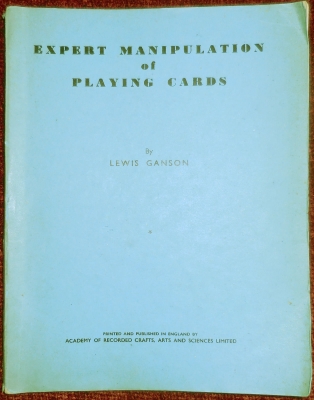 EXPERT MANIPULATION
of
PLAYING CARDS
By
LEWIS GANSON
PRINTED AND PUBLISHED IN ENGLAND BY
ACADEMY OF RECORDED CRAFTS, ARTS AND SCIENCES LIMITED